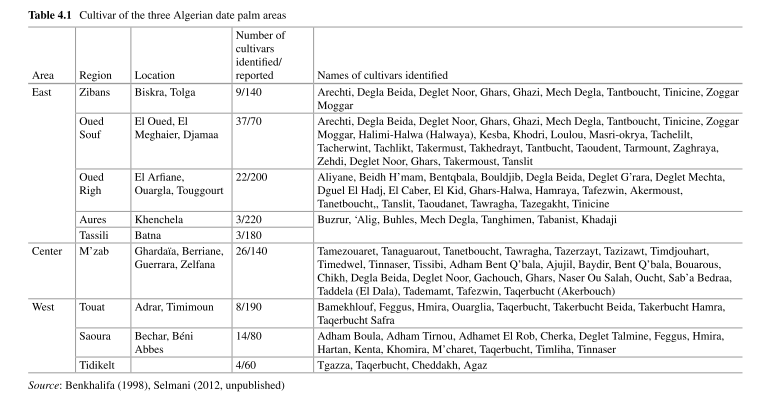 Table 4.1 Cultivar of the three Algerian date palm areas
Area Region Location Number of cultivars identified/ reported Names of cultivars identified
East Zibans Biskra, Tolga 9/140 Arechti, Degla Beida, Deglet Noor, Ghars, Ghazi, Mech Degla, Tantboucht, Tinicine, Zoggar
Moggar
Oued Souf El Oued, El Meghaier, Djamaa 37/70 Arechti, Degla Beida, Deglet Noor, Ghars, Ghazi, Mech Degla, Tantboucht, Tinicine, Zoggar
Moggar, Halimi-Halwa (Halwaya), Kesba, Khodri, Loulou, Masri-okrya, Tachelilt,
Tacherwint, Tachlikt, Takermust, Takhedrayt, Tantbucht, Taoudent, Tarmount, Zaghraya,
Zehdi, Deglet Noor, Ghars, Takermoust, Tanslit
Oued Righ El Arfiane, Ouargla, Touggourt 22/200 Aliyane, Beidh H'mam, Bentqbala, Bouldjib, Degla Beida, Deglet G'rara, Deglet Mechta,
Dguel El Hadj, El Caber, El Kid, Ghars-Halwa, Hamraya, Tafezwin, Akermoust,
Tanetboucht,, Tanslit, Taoudanet, Tawragha, Tazegakht, Tinicine
Aures Khenchela 3/220 Buzrur, ‘Alig, Buhles, Mech Degla, Tanghimen, Tabanist, Khadaji
Tassili Batna 3/180
Center M'zab Ghardaïa, Berriane, Guerrara, Zelfana 26/140 Tamezouaret, Tanaguarout, Tanetboucht, Tawragha, Tazerzayt, Tazizawt, Timdjouhart,
Timedwel, Tinnaser, Tissibi, Adham Bent Q'bala, Ajujil, Baydir, Bent Q'bala, Bouarous,
Chikh, Degla Beida, Deglet Noor, Gachouch, Ghars, Naser Ou Salah, Oucht, Sab'a Bedraa,
Taddela (El Dala), Tademamt, Tafezwin, Taqerbucht (Akerbouch)
West Touat Adrar, Timimoun 8/190 Bamekhlouf, Feggus, Hmira, Ouarglia, Taqerbucht, Takerbucht Beida, Takerbucht Hamra,
Taqerbucht Safra
Saoura Bechar, Béni Abbes 14/80 Adham Boula, Adham Tirnou, Adhamet El Rob, Cherka, Deglet Talmine, Feggus, Hmira,
Hartan, Kenta, Khomira, M'charet, Taqerbucht, Timliha, Tinnaser
Tidikelt 4/60 Tgazza, Taqerbucht, Cheddakh, Agaz
Source: Benkhalifa (1998), Selmani (2012, unpublished)